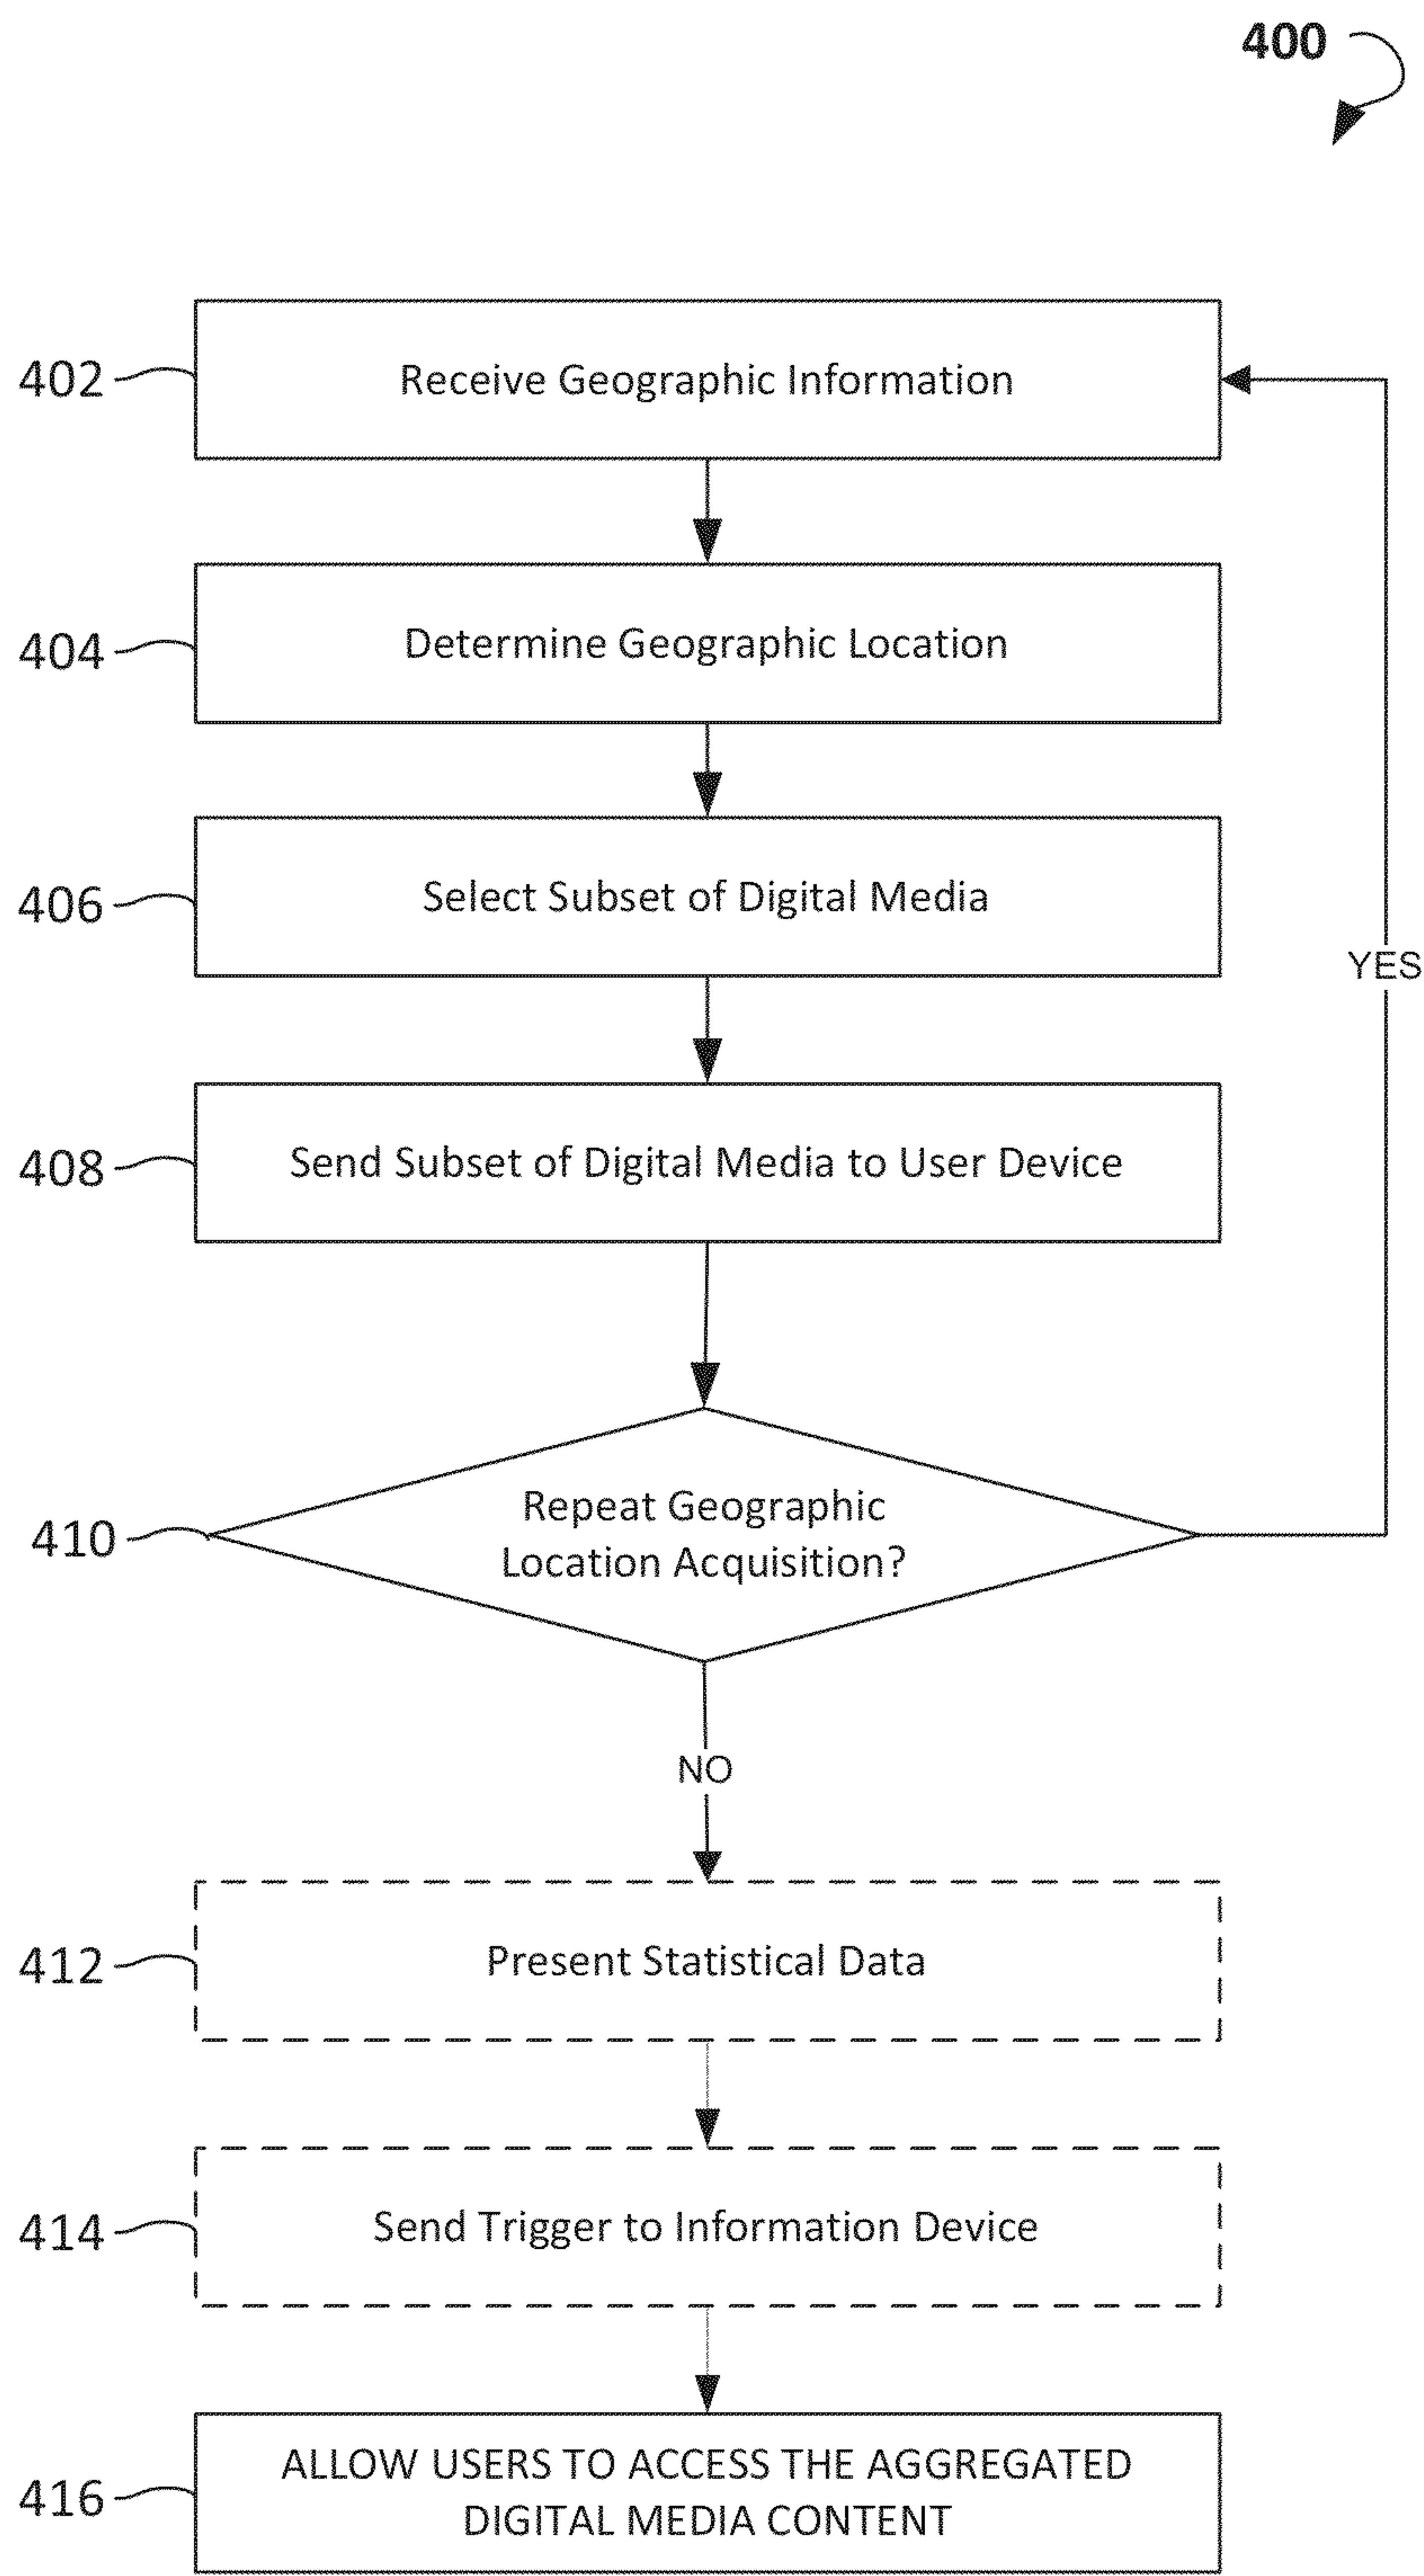 400
402
Receive Geographic Information
404
Determine Geographic Location
406
Select Subset of Digital Media
YES
408
Send Subset of Digital Media to User Device
410
Repeat Geographic
Location Acquisition?
NO
412
Present Statistical Data
414
Send Trigger to Information Device
416
ALLOW USERS TO ACCESS THE AGGREGATED
DIGITAL MEDIA CONTENT